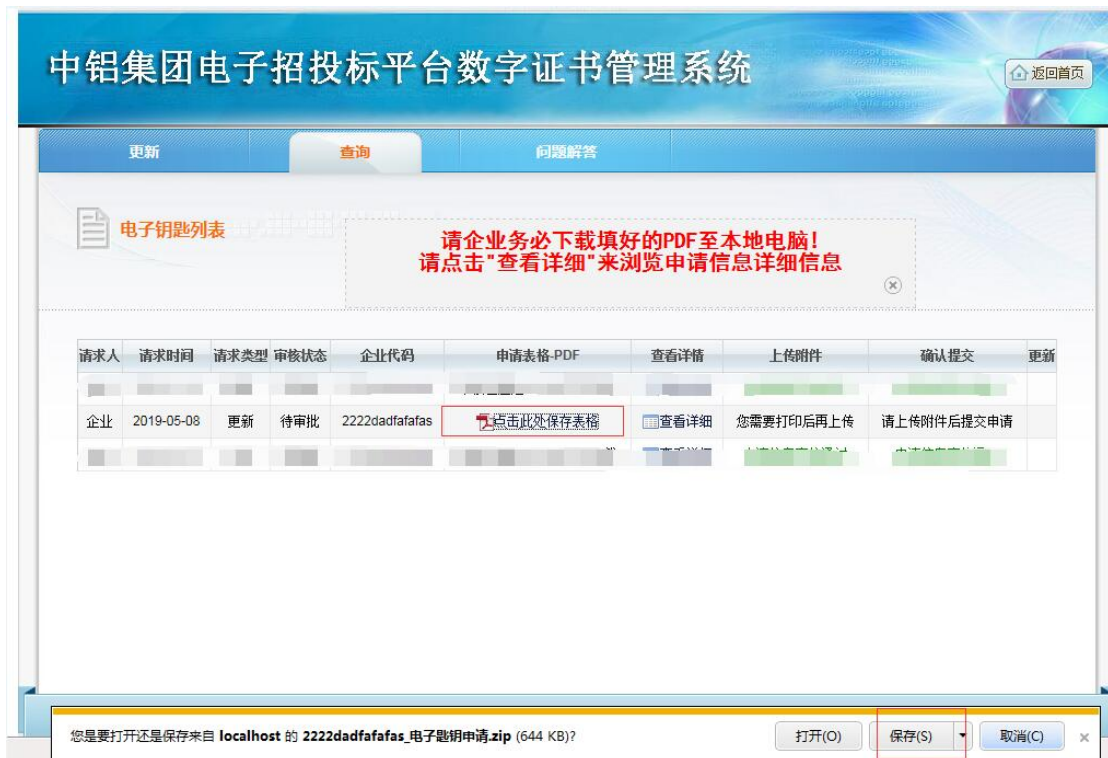 中铝集团电子招投标平台数字证书管理系统
返回首页
更新 查询 问题解答
电子钥匙列表
请企业务必下载填好的PDF至本地电脑!
请点击"查看详细"来浏览申请信息详细信息
请求人 请求时间 请求类型 审核状态 企业代码 申请表格-PDF 查看详情 上传附件 确认提交 更新
企业 2019-05-08 更新 待审批 2222dadfafafas 点击此处保存表格 查看详细 您需要打印后再上传 请上传附件后提交申请
您是要打开还是保存来自 localhost 的 2222dadfafafas_电子匙钥申请.zip (644 KB)? 打开(O) 保存(S) 取消(C)